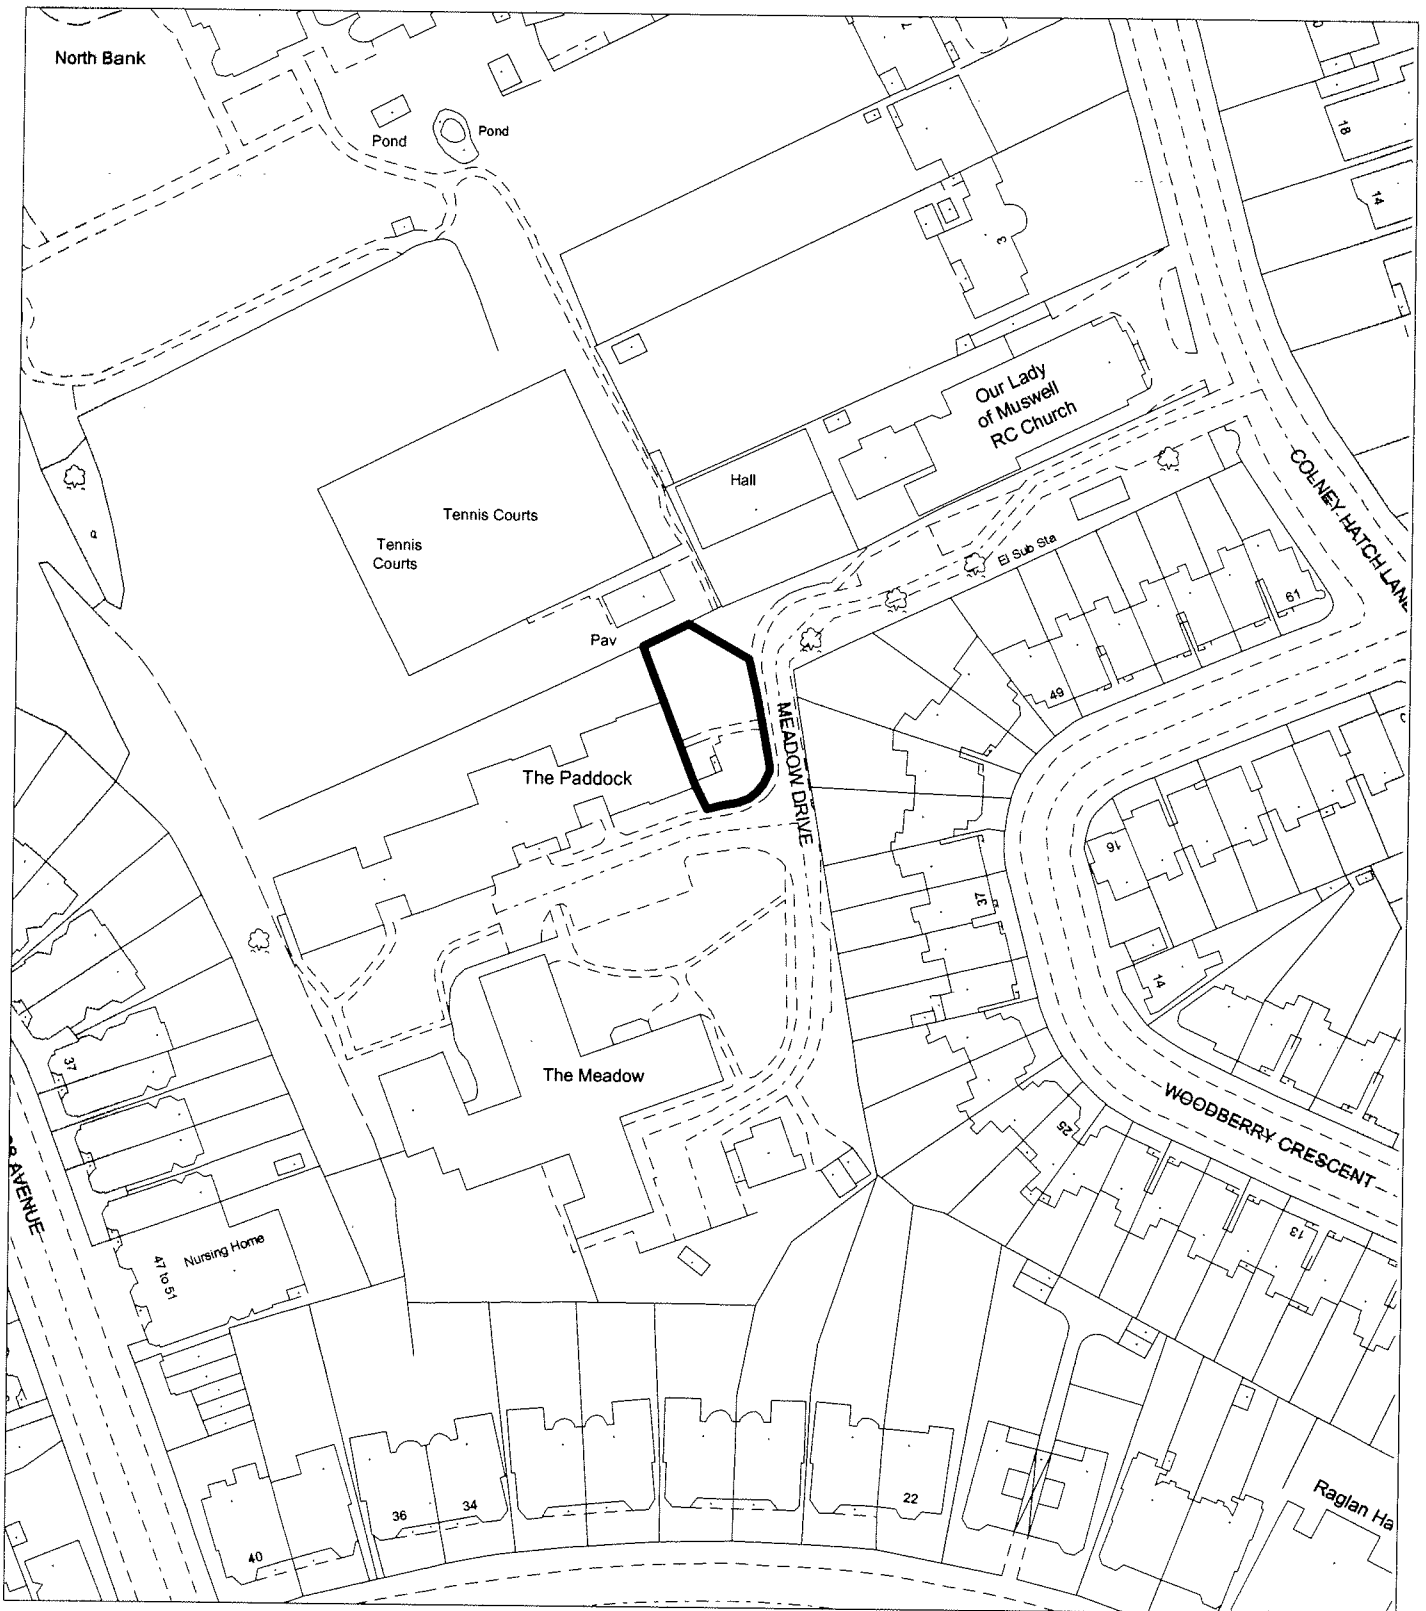 North Bank
7
18
Pond
Pond
14
3
Our Lady
of Muswell
RC Church
COLNEY HATCH LANE
Hall
Tennis Courts
Tennis
Courts
El Sub Sta
61
Pav
49
MEADOW DRIVE
The Paddock
16
37
14
37
The Meadow
WOODBERRY CRESCENT
25
AVENUE
Nursing Home
47 to 51
13
Raglan Ha
36
34
22
40